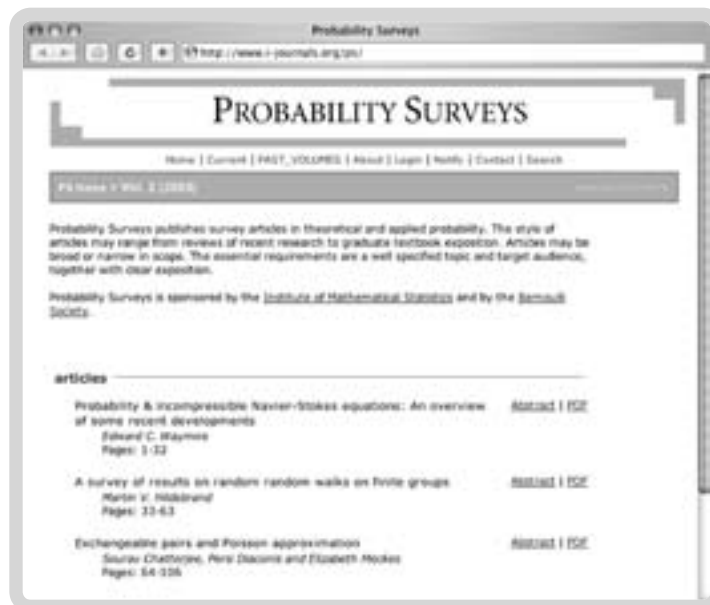 Probability Surveys
http://www.i-journals.org/ps/
PROBABILITY SURVEYS
Home | Current | PAST_VOLUMES | About | Login | Notify | Contact | Search
PS Home > Vol. 2 (2005)
Probability Surveys publishes survey articles in theoretical and applied probability. The style of
articles may range from reviews of recent research to graduate textbook exposition. Articles may be
broad or narrow in scope. The essential requirements are a well specified topic and target audience,
together with clear exposition.
Probability Surveys is sponsored by the Institute of Mathematical Statistics and by the Bernoulli
Society.
articles
Probability & incompressible Navier-Stokes equations: An overview Abstract | PDF
of some recent developments
Edward C. Waymire
Pages: 1-32
A survey of results on random random walks on finite groups Abstract | PDF
Martin V. Hildebrand
Pages: 33-63
Exchangeable pairs and Poisson approximation Abstract | PDF
Sourav Chatterjee, Persi Diaconis and Elizabeth Meckes
Pages: 64-106